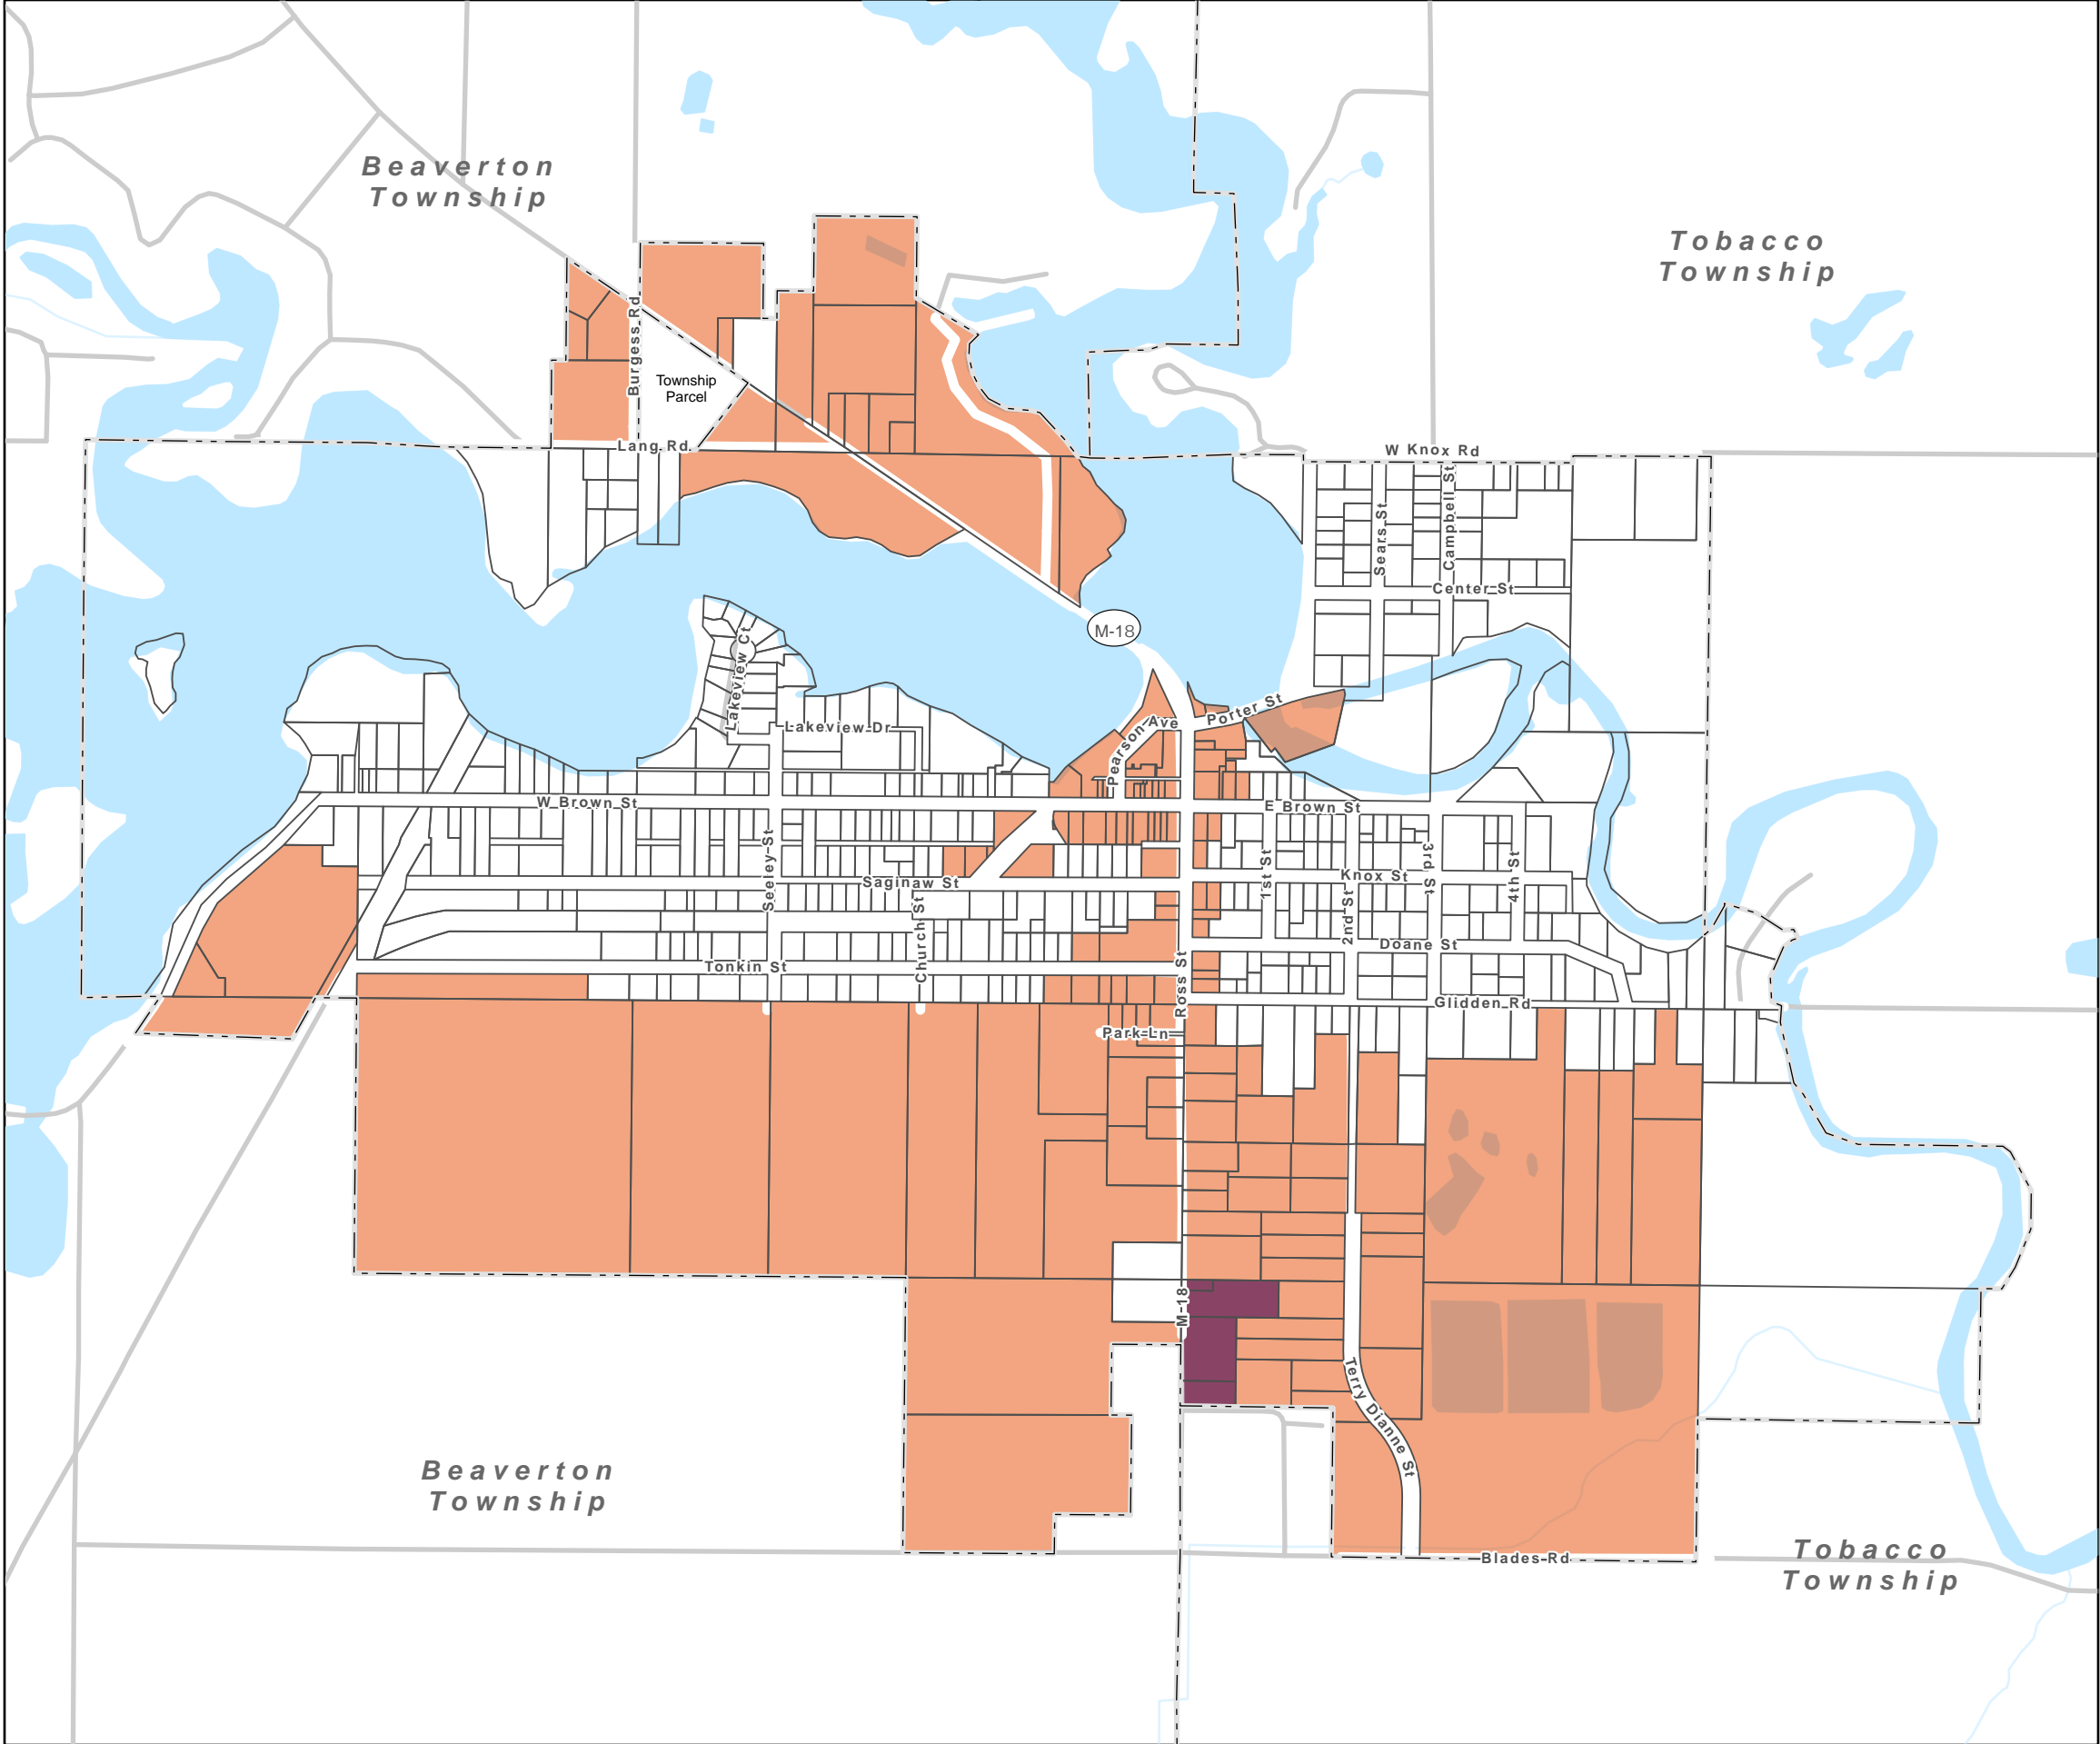 Beaverton
Township
Tobacco
Township
Burgess Rd
Township
Parcel
Lang Rd
W Knox Rd
Sears St
Campbell St
Center St
M-18
Lakeview Ct
Lakeview Dr
Pearson Ave
Porter St
W Brown St
E Brown St
Seeley St
Saginaw St
Church St
1st St
Knox St
3rd St
4th St
2nd St
Doane St
Tonkin St
Ross St
Glidden Rd
Park Ln
M-18
Terry Dianne St
Beaverton
Township
Blades Rd
Tobacco
Township